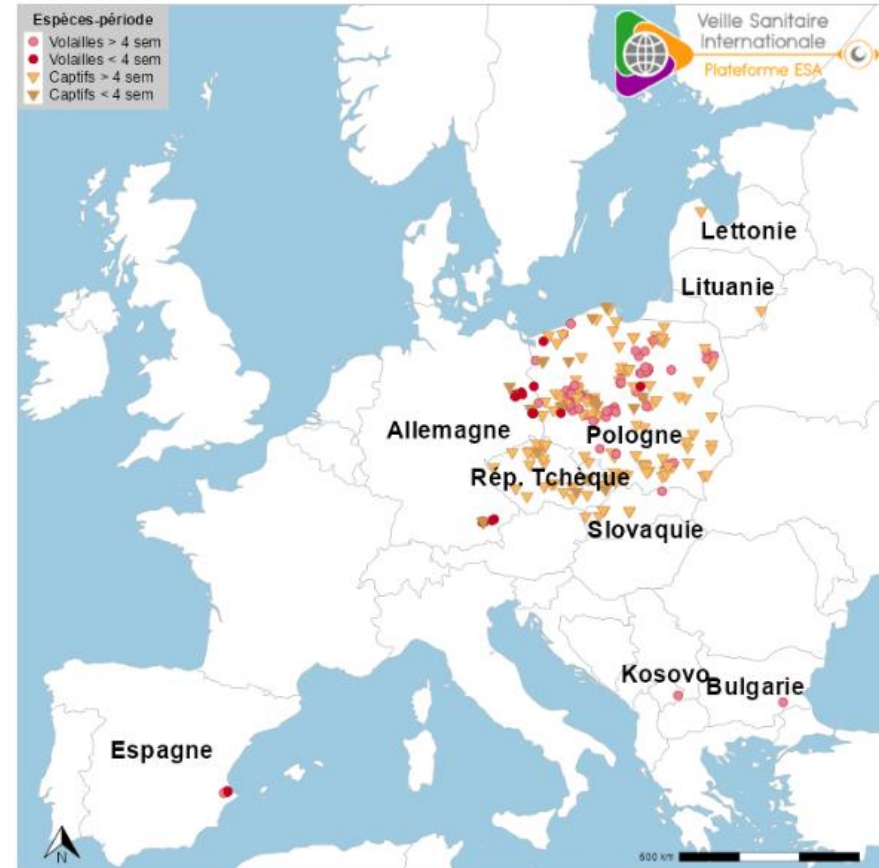 Espèces-période
Volailles > 4 sem
Volailles < 4 sem
Captifs > 4 sem
Captifs < 4 sem
Veille Sanitaire
Internationale
Plateforme ESA
Lettonie
Lituanie
Allemagne
Pologne
Rép. Tchèque
Slovaquie
Kosovo
Bulgarie
Espagne
N
600 km